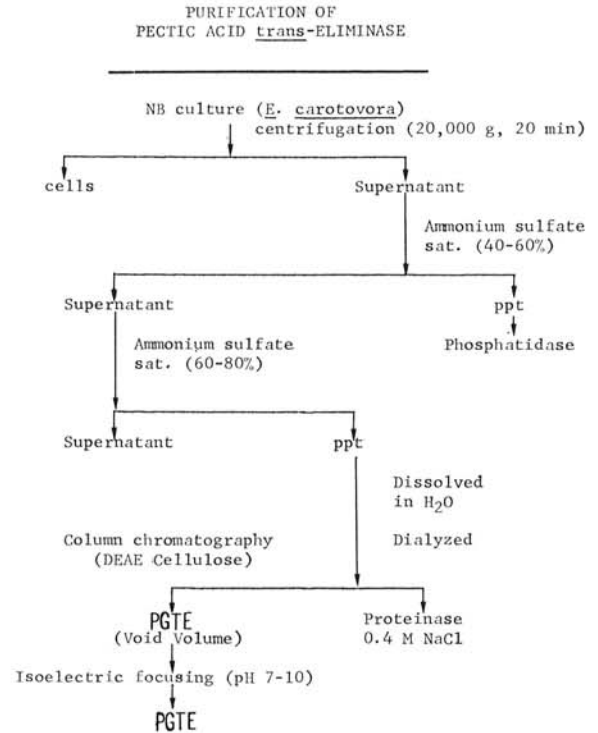 PURIFICATION OF
PECTIC ACID trans-ELIMINASE
NB culture (E. carotovora)
centrifugation (20,000 g, 20 min)
cells
Supernatant
Ammonium sulfate
sat. (40-60%)
Supernatant
ppt
Ammonium sulfate
sat. (60-80%)
Phosphatidase
Supernatant
ppt
Dissolved
in H₂O
Column chromatography
(DEAE Cellulose)
Dialyzed
PGTE
(Void Volume)
Proteinase
0.4 M NaCl
Isoelectric focusing (pH 7-10)
PGTE